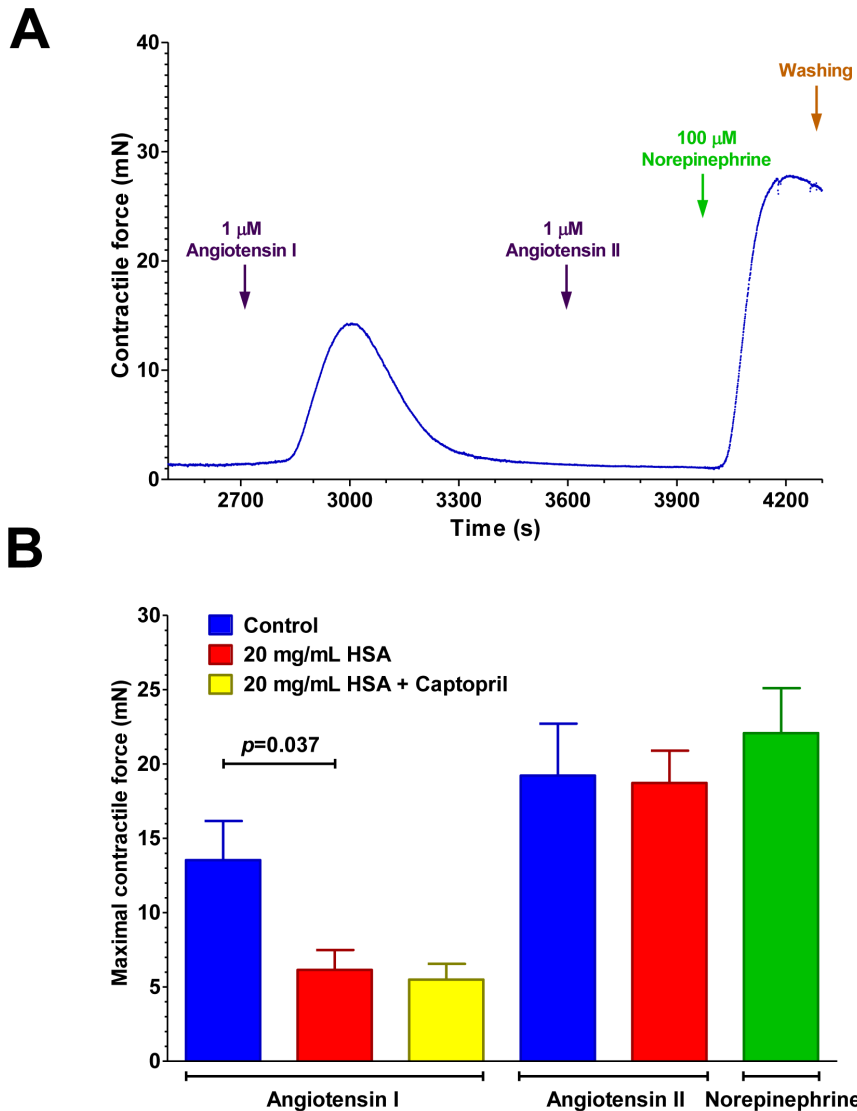 A
Washing
100 μM
Norepinephrine
1 μM
Angiotensin I
1 μM
Angiotensin II
Contractile force (mN)
40
30
20
10
0
2700 3000 3300 3600 3900 4200
Time (s)
B
Control
20 mg/mL HSA
20 mg/mL HSA + Captopril
p=0.037
Maximal contractile force (mN)
30
25
20
15
10
5
0
Angiotensin I Angiotensin II Norepinephrine